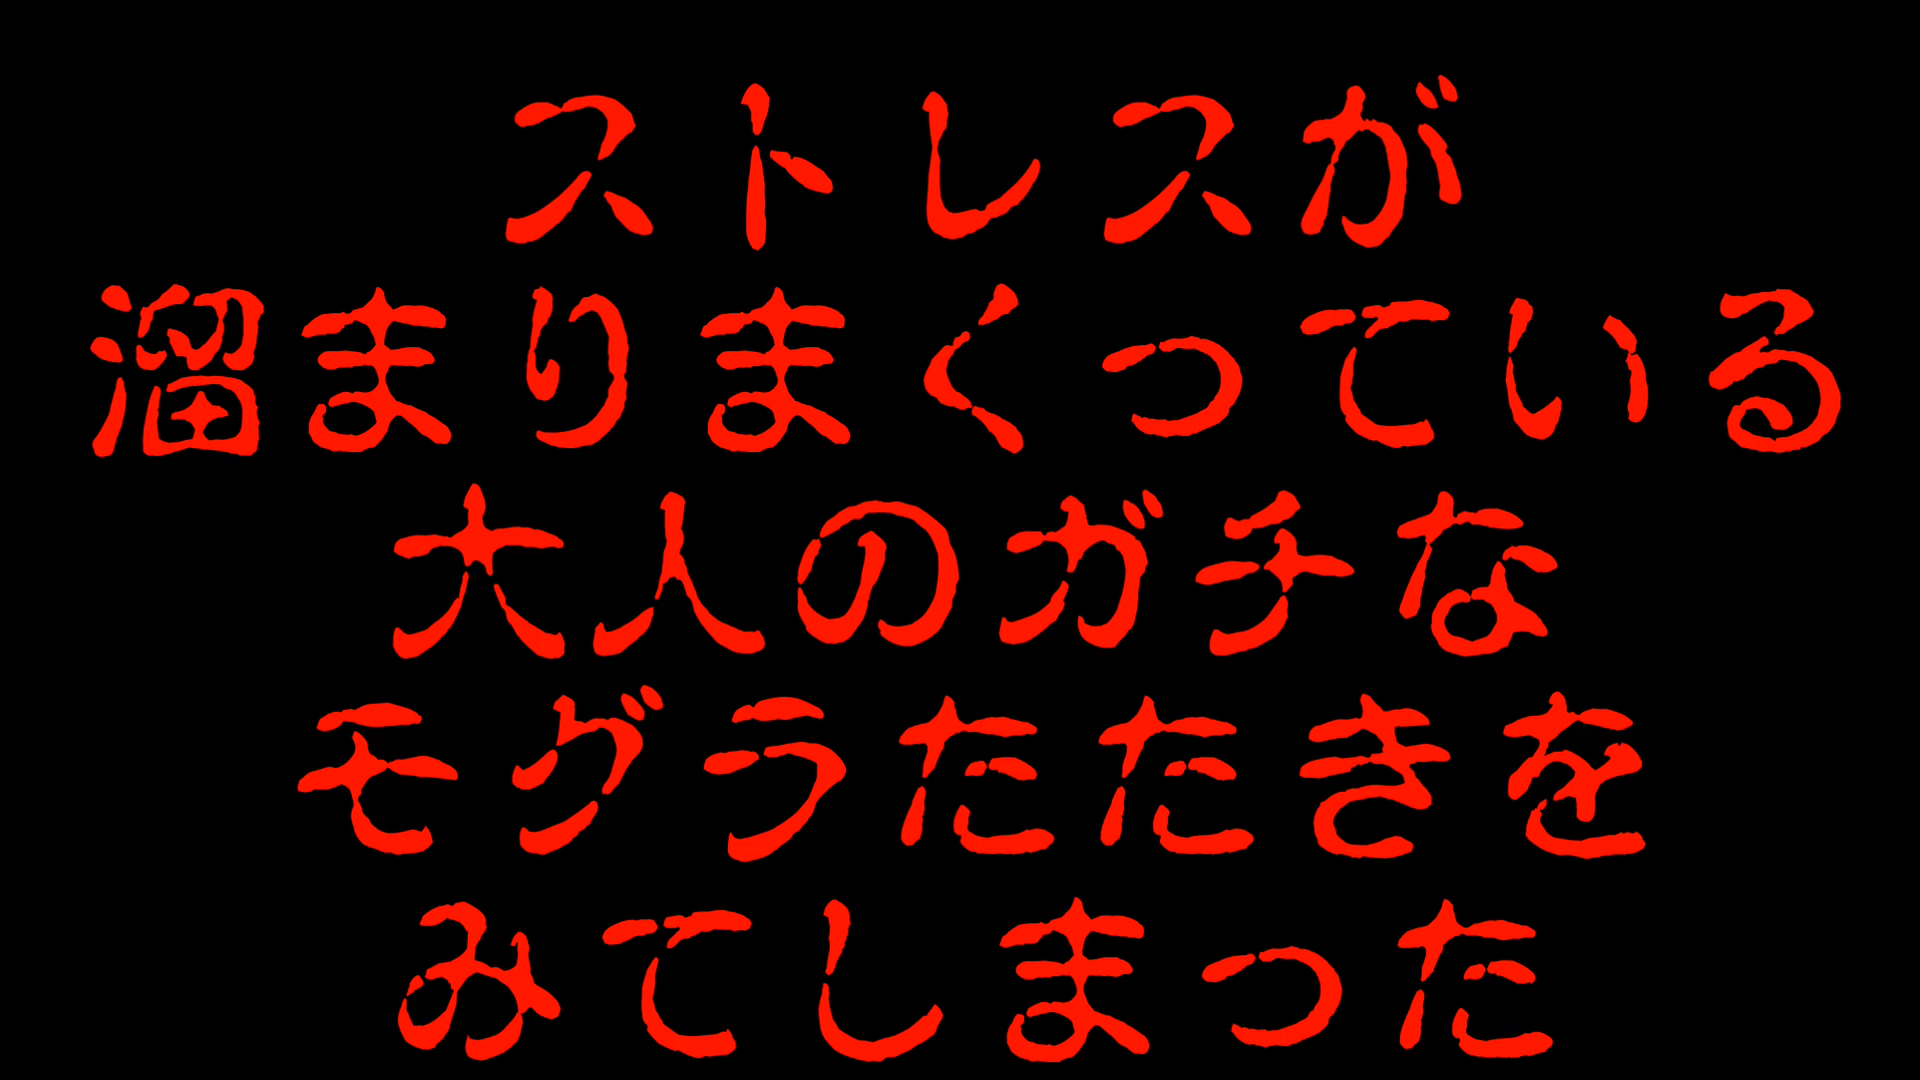 ストレスが
溜まりまくっている
大人のガチな
モグラたたきを
みてしまった